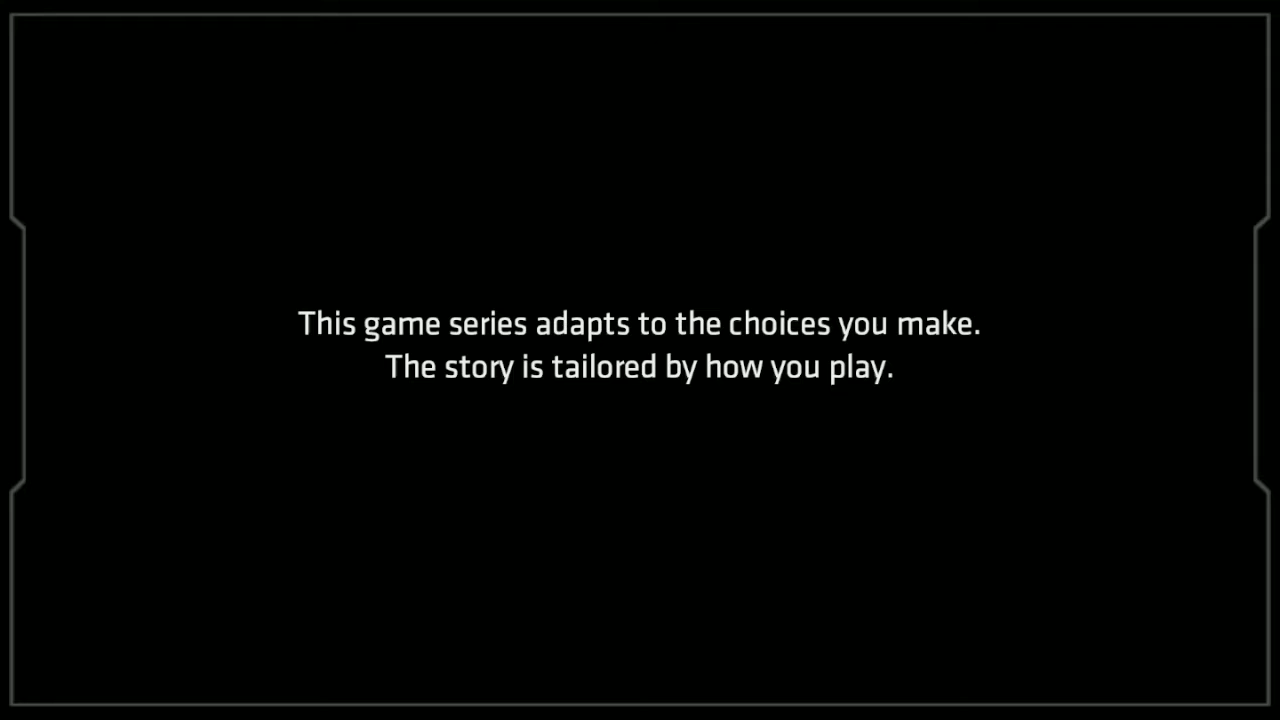 This game series adapts to the choices you make.
The story is tailored by how you play.